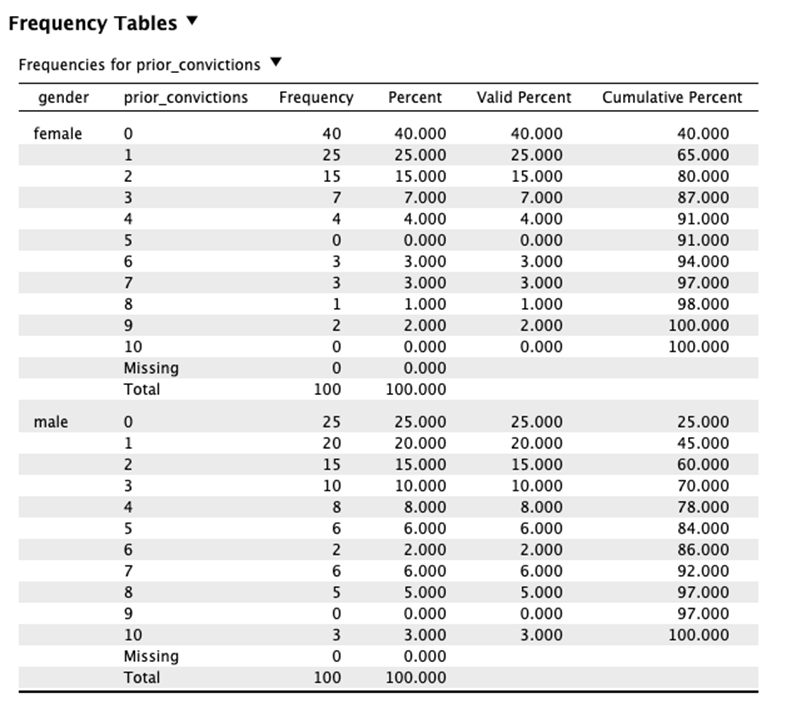 Frequency Tables ▼
Frequencies for prior_convictions ▼
gender prior_convictions Frequency Percent Valid Percent Cumulative Percent
female 0 40 40.000 40.000 40.000
1 25 25.000 25.000 65.000
2 15 15.000 15.000 80.000
3 7 7.000 7.000 87.000
4 4 4.000 4.000 91.000
5 0 0.000 0.000 91.000
6 3 3.000 3.000 94.000
7 3 3.000 3.000 97.000
8 1 1.000 1.000 98.000
9 2 2.000 2.000 100.000
10 0 0.000 0.000 100.000
Missing 0 0.000
Total 100 100.000
male 0 25 25.000 25.000 25.000
1 20 20.000 20.000 45.000
2 15 15.000 15.000 60.000
3 10 10.000 10.000 70.000
4 8 8.000 8.000 78.000
5 6 6.000 6.000 84.000
6 2 2.000 2.000 86.000
7 6 6.000 6.000 92.000
8 5 5.000 5.000 97.000
9 0 0.000 0.000 97.000
10 3 3.000 3.000 100.000
Missing 0 0.000
Total 100 100.000